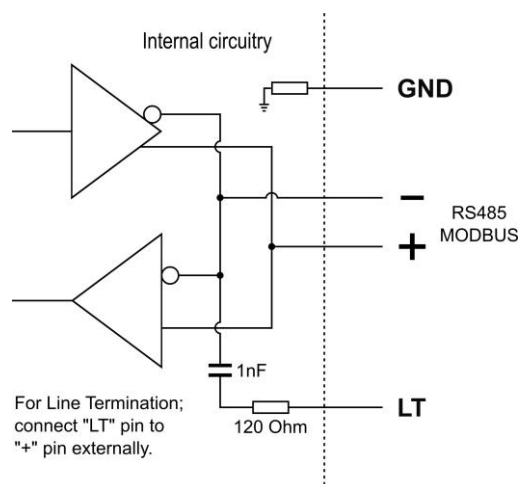 Internal circuitry
GND
−
RS485
MODBUS
+
1nF
For Line Termination;
connect "LT" pin to
"+" pin externally.
120 Ohm
LT